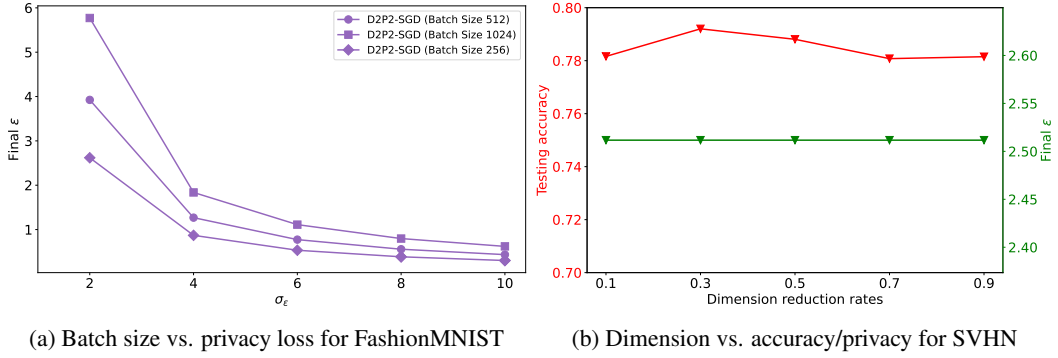 6
5
4
3
2
1
Final ε
2
4
6
8
10
σε
D2P2-SGD (Batch Size 512)
D2P2-SGD (Batch Size 1024)
D2P2-SGD (Batch Size 256)
(a) Batch size vs. privacy loss for FashionMNIST
0.80
0.78
0.76
0.74
0.72
0.70
Testing accuracy
0.1
0.3
0.5
0.7
0.9
Dimension reduction rates
2.60
2.55
2.50
2.45
2.40
Final ε
(b) Dimension vs. accuracy/privacy for SVHN